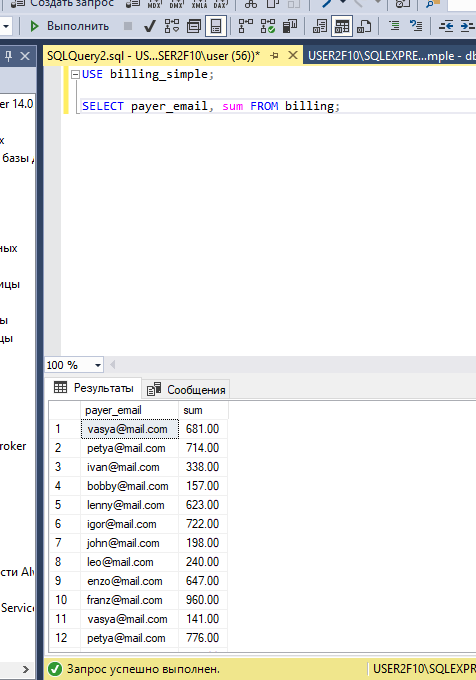 Создать запрос
Выполнить
SQLQuery2.sql - US...SER2F10\user (56))*
USER2F10\SQLEXPRE...mple - db
USE billing_simple;
SELECT payer_email, sum FROM billing;
er 14.0
х
базы д
ных
ицы
ы
цы
roker
сти Al
Service
100 %
Результаты
Сообщения
payer_email sum
1 vasya@mail.com 681.00
2 petya@mail.com 714.00
3 ivan@mail.com 338.00
4 bobby@mail.com 157.00
5 lenny@mail.com 623.00
6 igor@mail.com 722.00
7 john@mail.com 198.00
8 leo@mail.com 240.00
9 enzo@mail.com 647.00
10 franz@mail.com 960.00
11 vasya@mail.com 141.00
12 petya@mail.com 776.00
Запрос успешно выполнен.
USER2F10\SQLEXPR